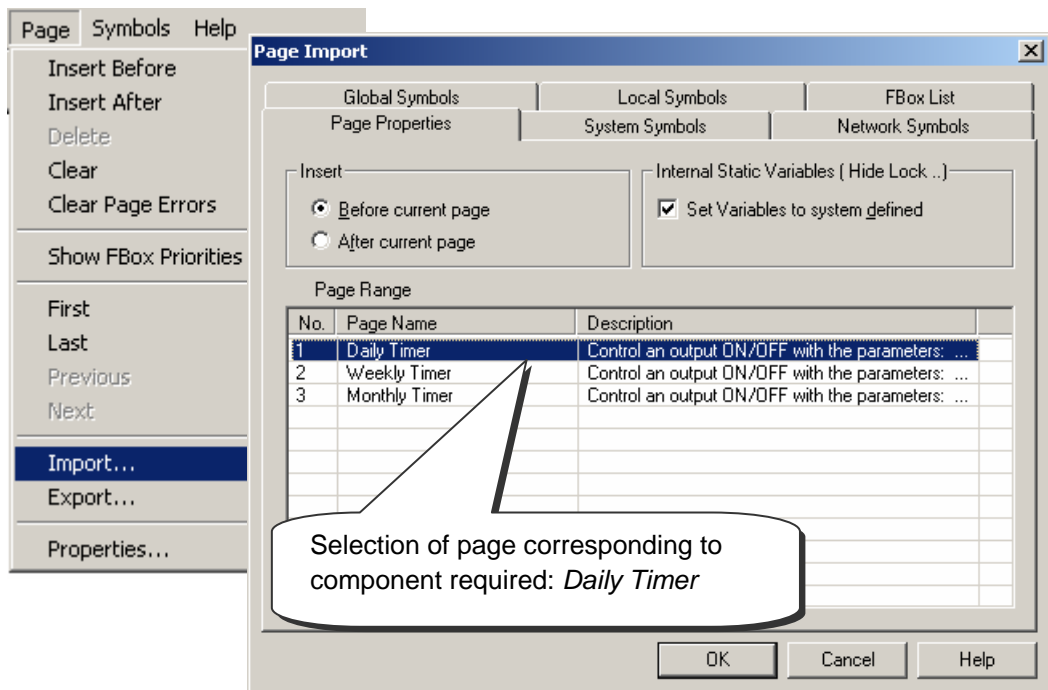 Page Symbols Help
Insert Before
Insert After
Delete
Clear
Clear Page Errors
Show FBox Priorities
First
Last
Previous
Next
Import...
Export...
Properties...
Page Import
Global Symbols Local Symbols FBox List
Page Properties System Symbols Network Symbols
Insert
Before current page
After current page
Internal Static Variables ( Hide Lock ..)
Set Variables to system defined
Page Range
No. Page Name Description
1 Daily Timer Control an output ON/OFF with the parameters: ...
2 Weekly Timer Control an output ON/OFF with the parameters: ...
3 Monthly Timer Control an output ON/OFF with the parameters: ...
Selection of page corresponding to
component required: Daily Timer
OK Cancel Help